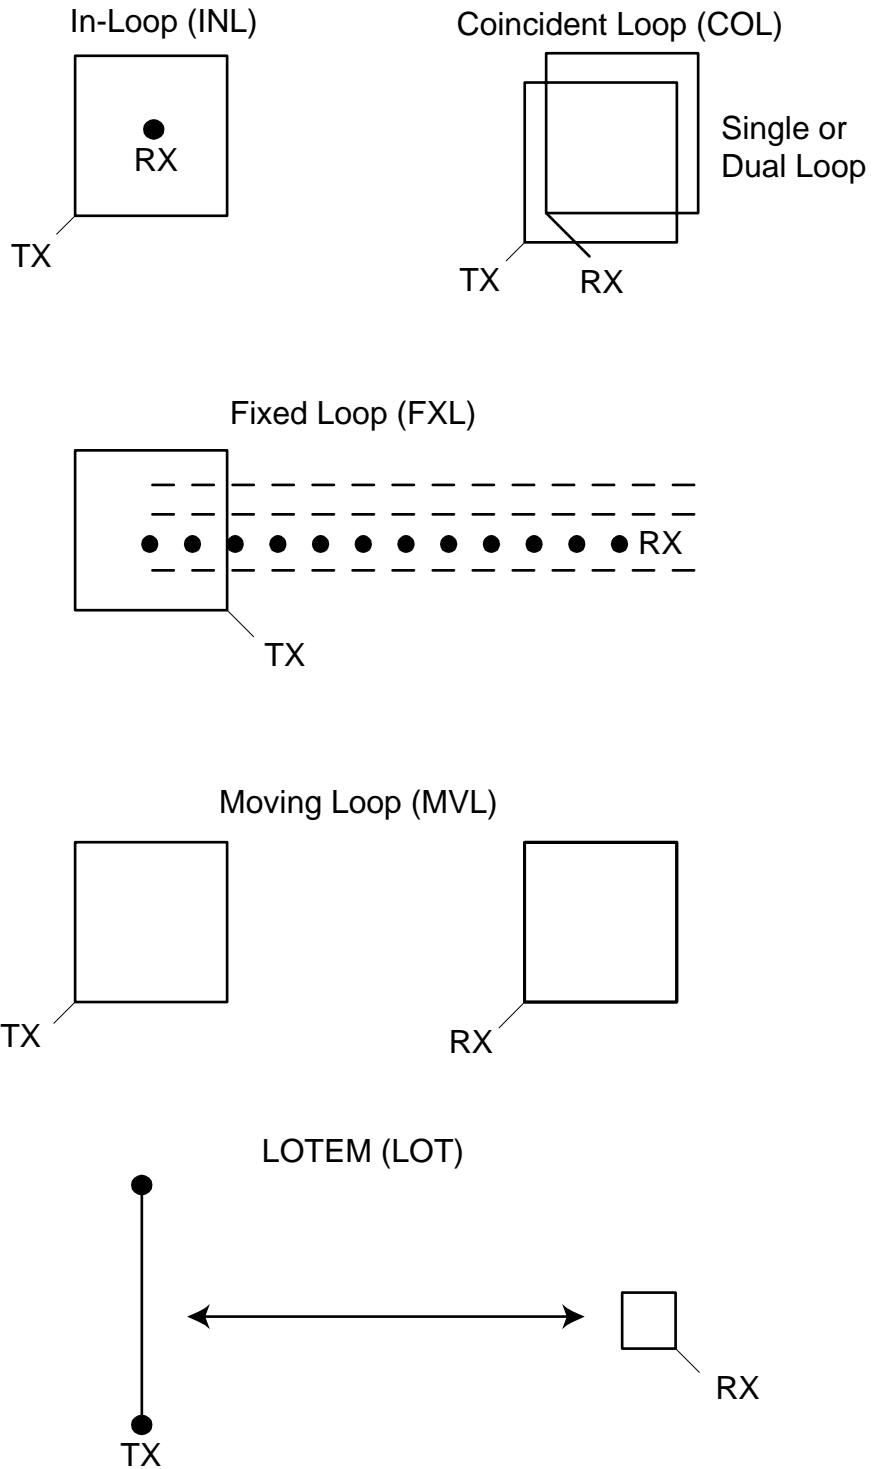 In-Loop (INL)
RX
TX
Coincident Loop (COL)
Single or
Dual Loop
TX
RX
Fixed Loop (FXL)
RX
TX
Moving Loop (MVL)
TX
RX
LOTEM (LOT)
TX
RX